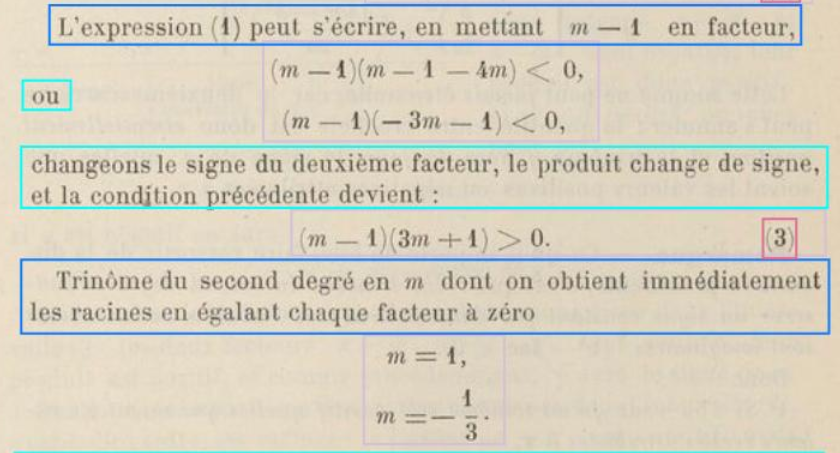 L'expression (1) peut s'écrire, en mettant m — 1 en facteur,
(m — 1)(m — 1 — 4m) < 0,
ou
(m — 1)(— 3m — 1) < 0,
changeons le signe du deuxième facteur, le produit change de signe,
et la condition précédente devient :
(m — 1)(3m + 1) > 0. (3)
Trinôme du second degré en m dont on obtient immédiatement
les racines en égalant chaque facteur à zéro
m = 1,
m = — 1/3.